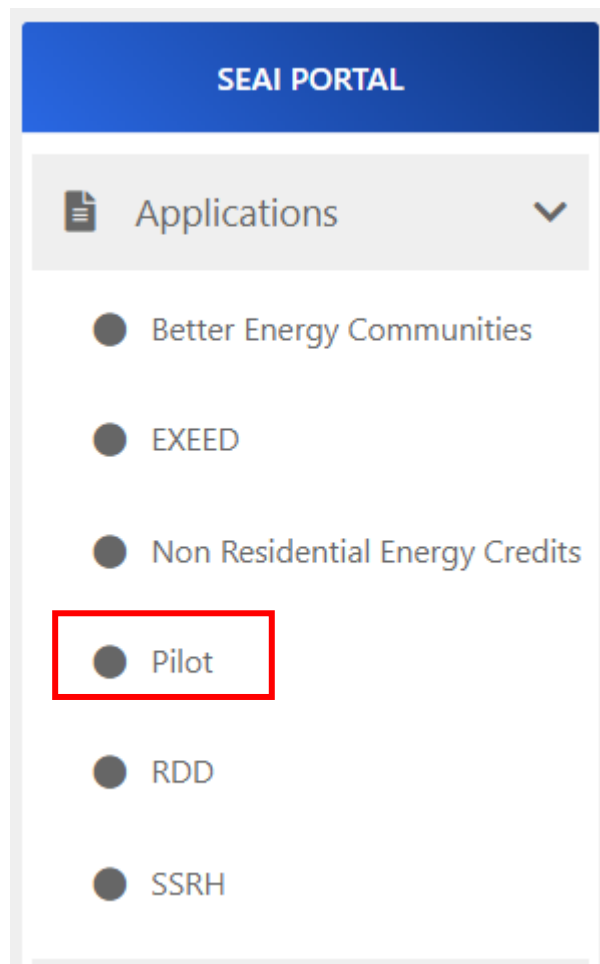 SEAI PORTAL
Applications
Better Energy Communities
EXEED
Non Residential Energy Credits
Pilot
RDD
SSRH